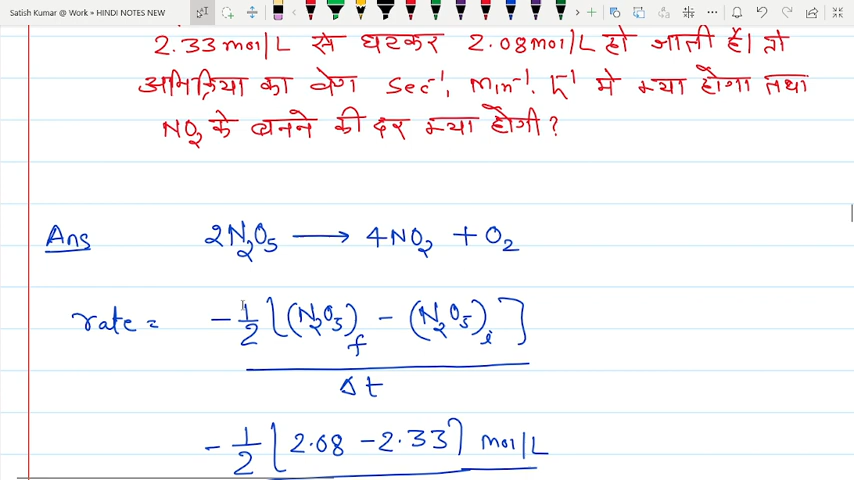 Satish Kumar @ Work » HINDI NOTES NEW
2.33 mol/L से घटकर 2.08 mol/L हो जाती है। तो
अभिक्रिया का वेग Sec⁻¹, Min⁻¹, h⁻¹ मे क्या होगा तथा
NO₂ के बनने की दर क्या होगी ?
Ans 2N₂O₅ ⟶ 4NO₂ + O₂
rate = -1/2 [(N₂O₅)f - (N₂O₅)i]
Δt
-1/2 [2.08 - 2.33] mol/L